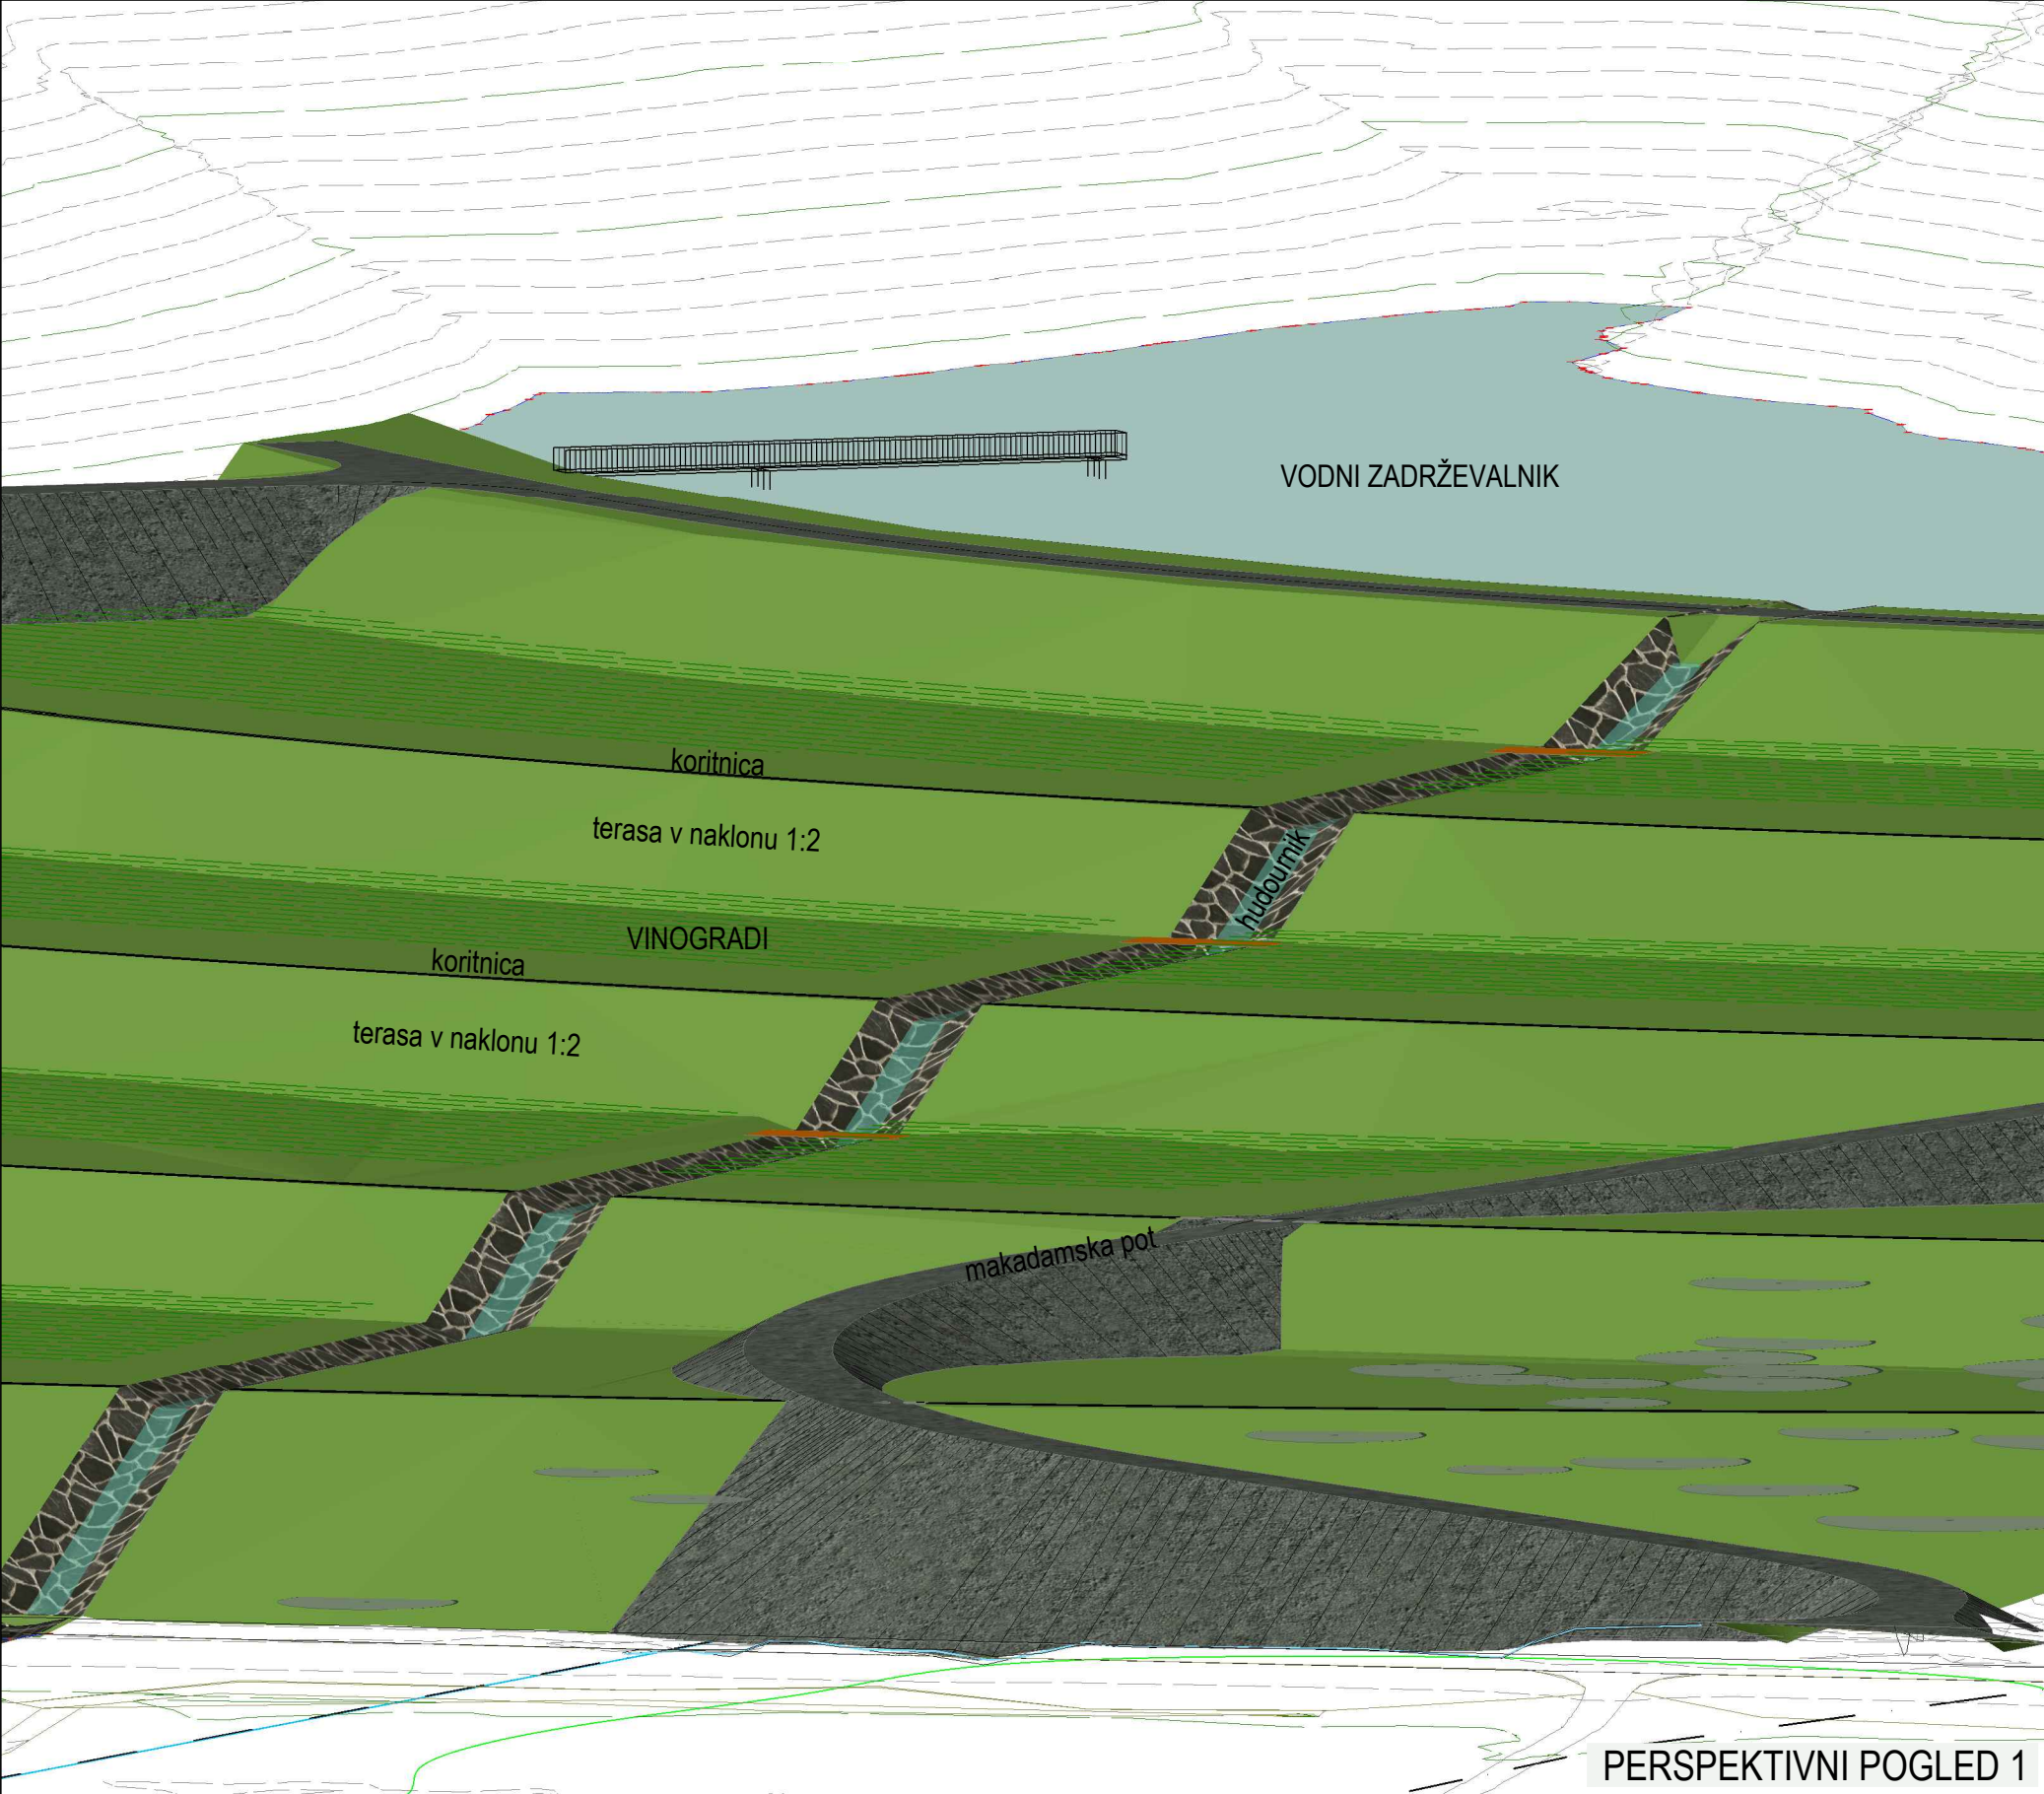 VODNI ZADRŽEVALNIK
koritnica
terasa v naklonu 1:2
hudournik
VINOGRADI
koritnica
terasa v naklonu 1:2
makadamska pot
PERSPEKTIVNI POGLED 1